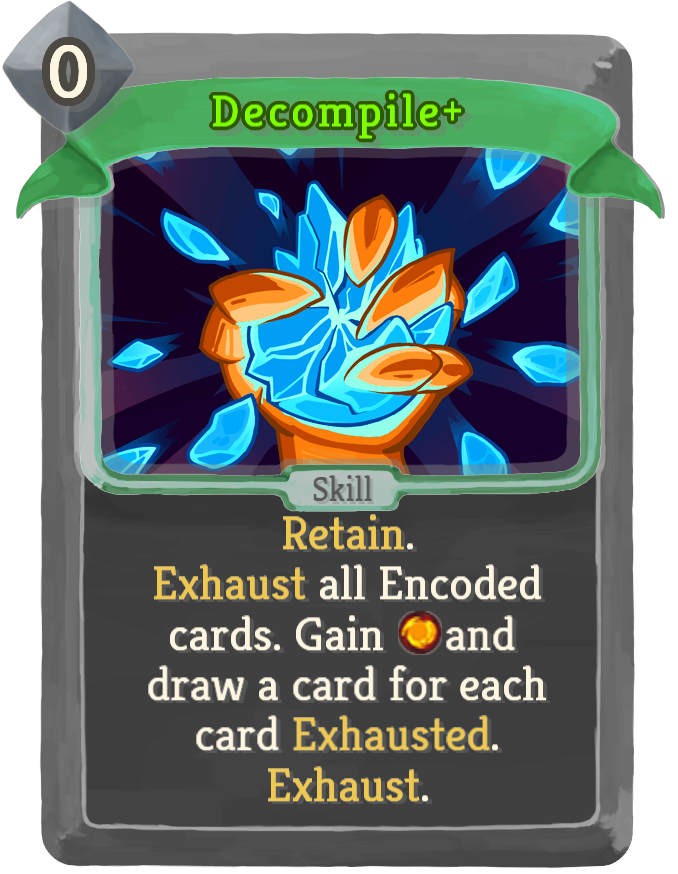 0
Decompile+
Skill
Retain.
Exhaust all Encoded
cards. Gain and
draw a card for each
card Exhausted.
Exhaust.